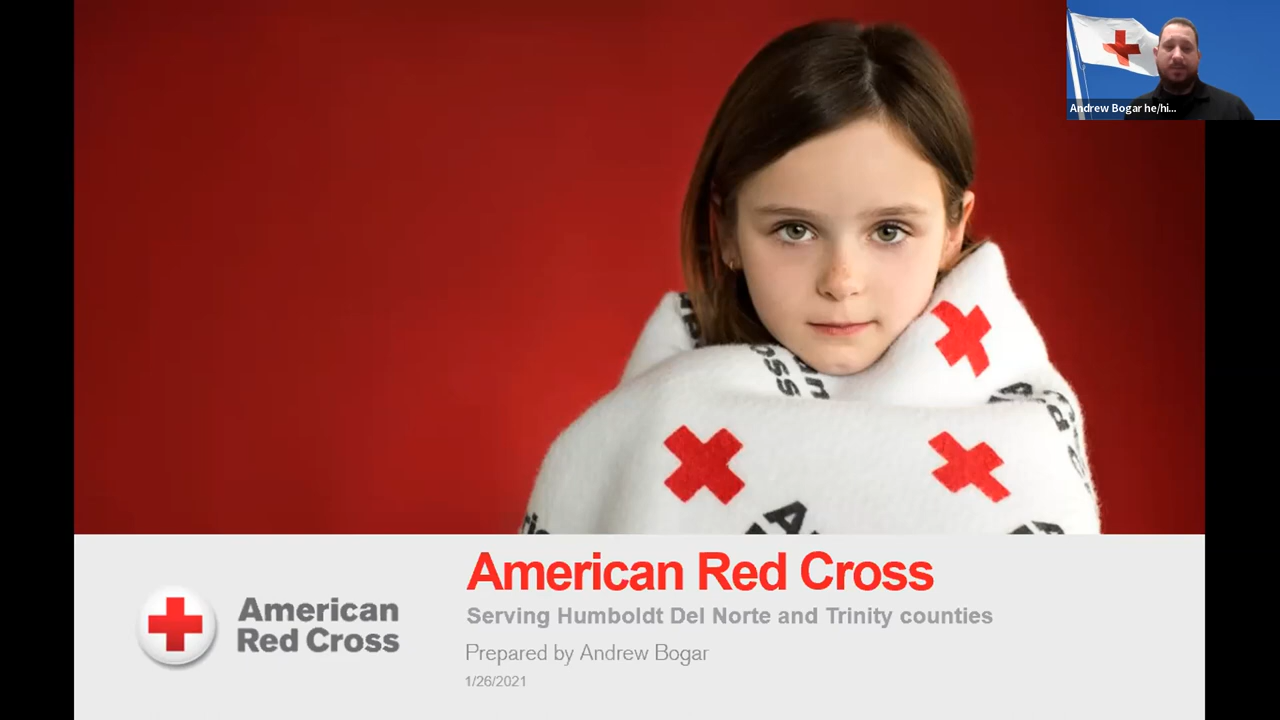 Andrew Bogar he/hi...
oss
American Red Cross
Serving Humboldt Del Norte and Trinity counties
Prepared by Andrew Bogar
1/26/2021
American
Red Cross